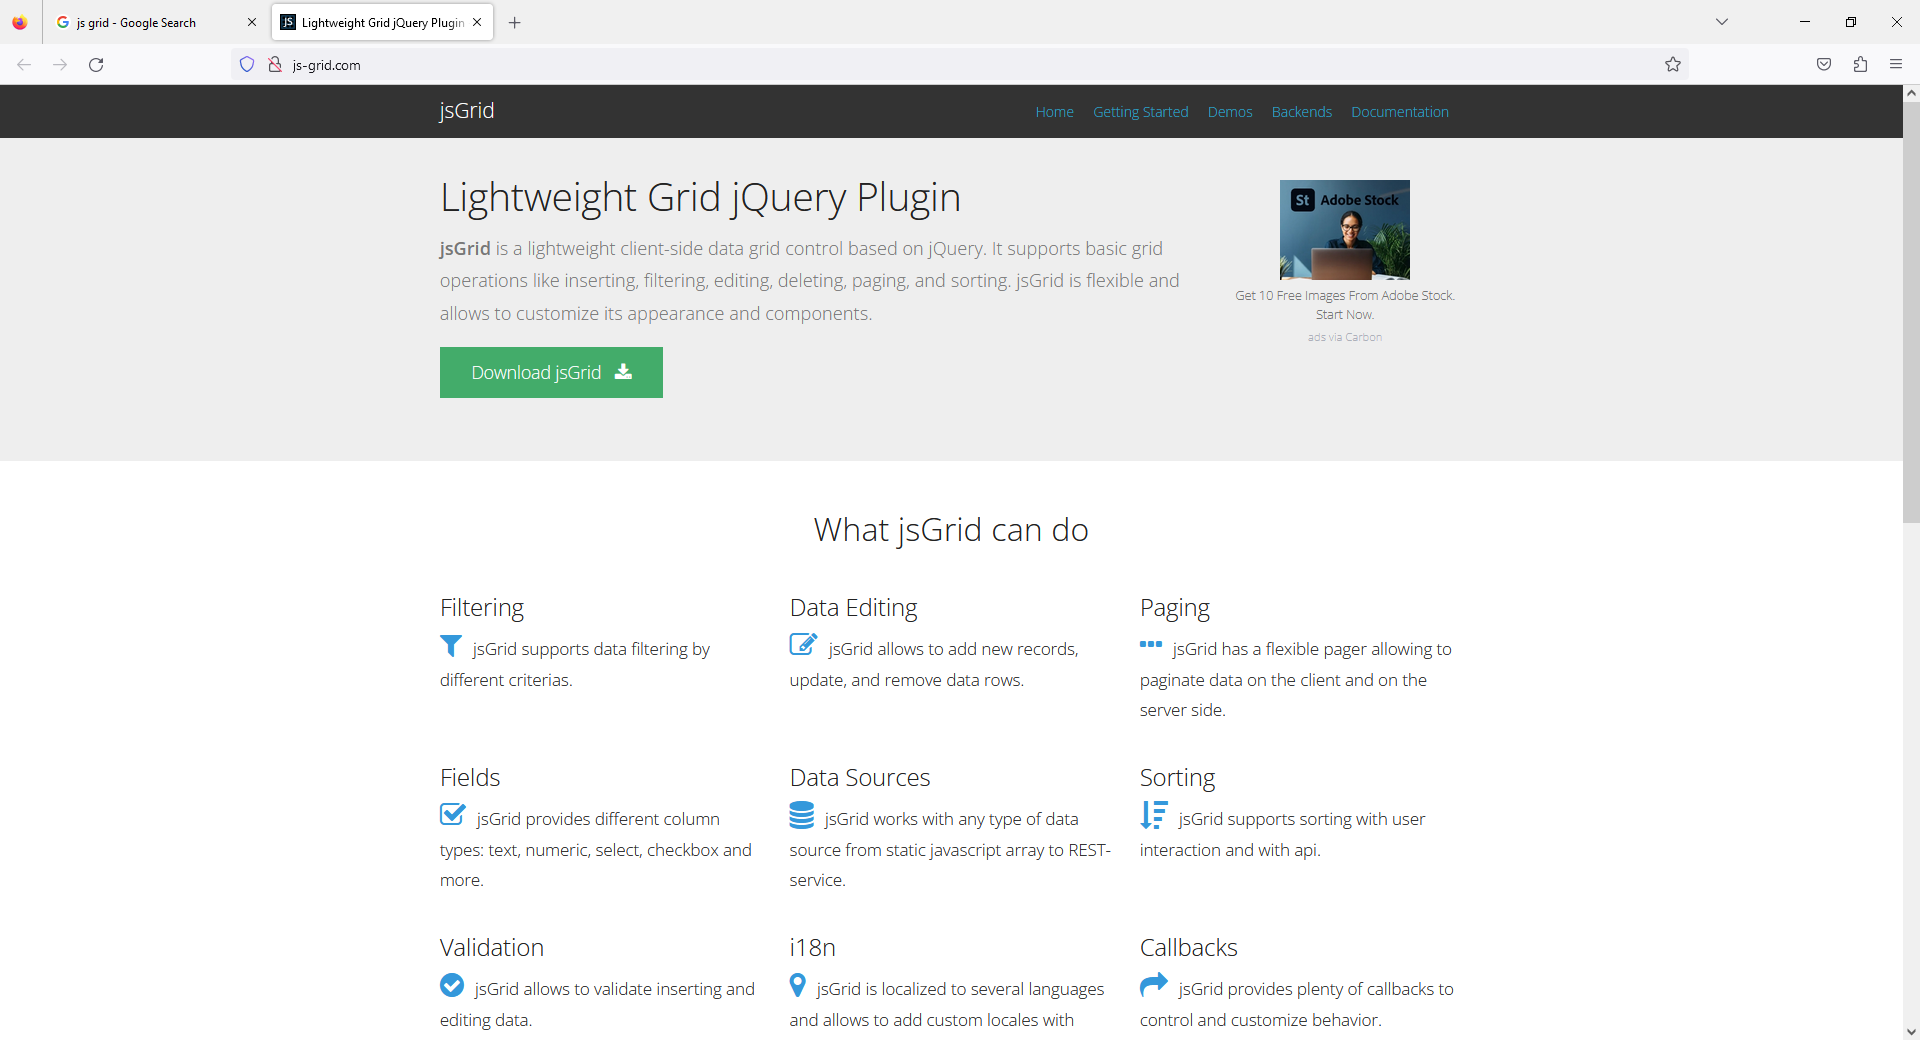 js grid - Google Search
Lightweight Grid jQuery Plugin
js-grid.com
jsGrid
Home Getting Started Demos Backends Documentation
Lightweight Grid jQuery Plugin
jsGrid is a lightweight client-side data grid control based on jQuery. It supports basic grid
operations like inserting, filtering, editing, deleting, paging, and sorting. jsGrid is flexible and
allows to customize its appearance and components.
Download jsGrid
St Adobe Stock
Get 10 Free Images From Adobe Stock.
Start Now.
ads via Carbon
What jsGrid can do
Filtering
jsGrid supports data filtering by
different criterias.
Data Editing
jsGrid allows to add new records,
update, and remove data rows.
Paging
jsGrid has a flexible pager allowing to
paginate data on the client and on the
server side.
Fields
jsGrid provides different column
types: text, numeric, select, checkbox and
more.
Data Sources
jsGrid works with any type of data
source from static javascript array to REST-
service.
Sorting
jsGrid supports sorting with user
interaction and with api.
Validation
jsGrid allows to validate inserting and
editing data.
i18n
jsGrid is localized to several languages
and allows to add custom locales with
Callbacks
jsGrid provides plenty of callbacks to
control and customize behavior.